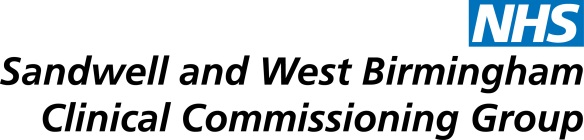 NHS
Sandwell and West Birmingham
Clinical Commissioning Group